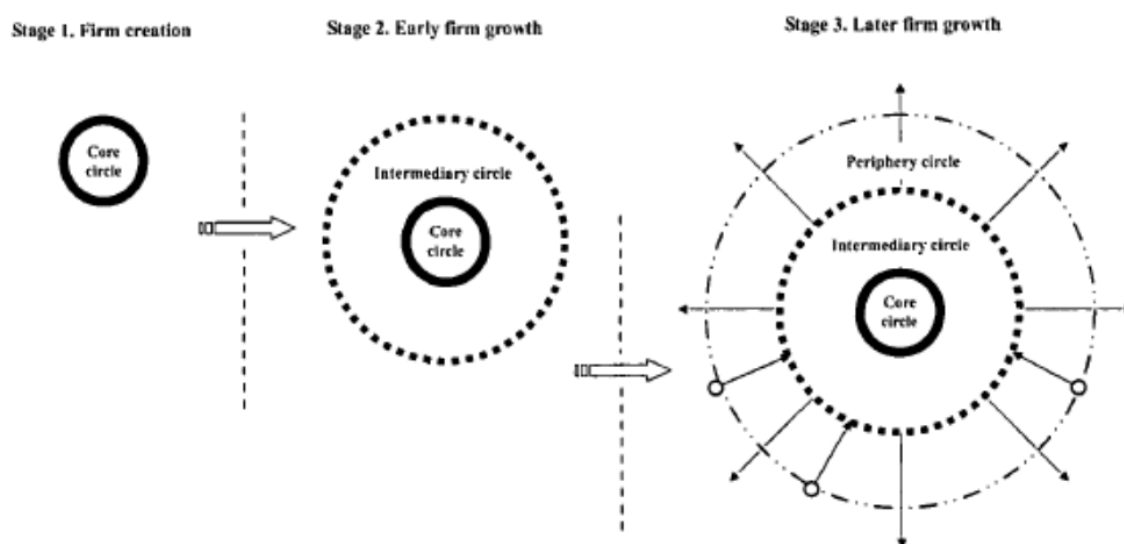 Stage 1. Firm creation
Stage 2. Early firm growth
Stage 3. Later firm growth
Core
circle
Intermediary circle
Core
circle
Periphery circle
Intermediary circle
Core
circle